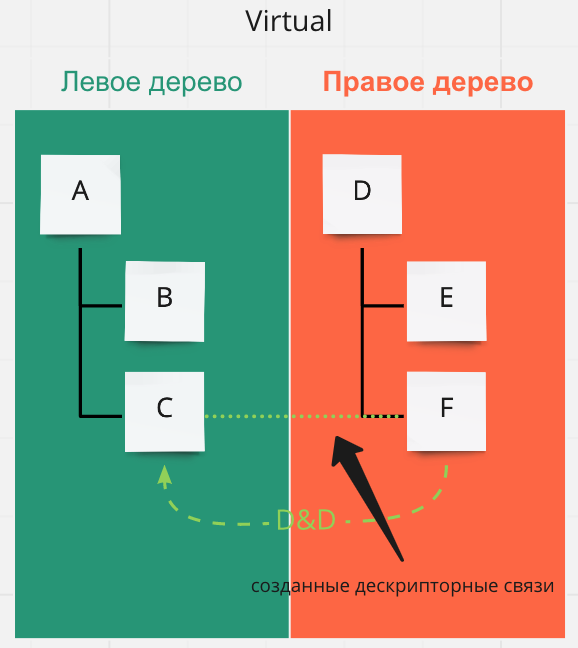 Virtual
Левое дерево
Правое дерево
A
D
B
E
C
F
D&D
созданные дескрипторные связи